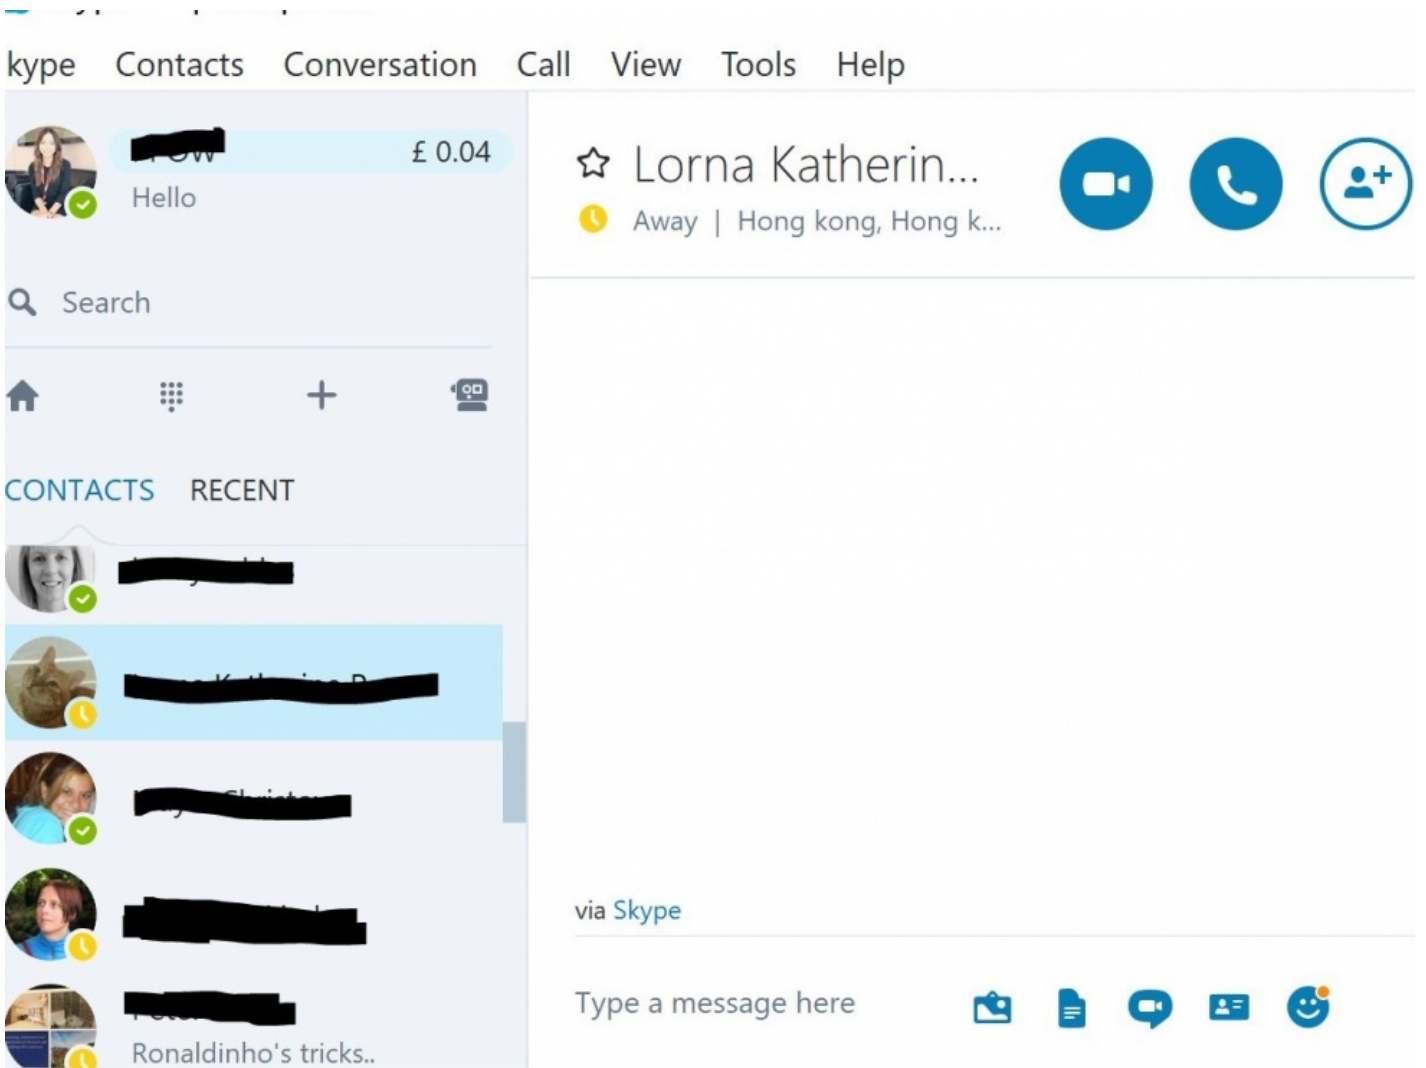 kype Contacts Conversation Call View Tools Help
£ 0.04
Hello
Search
CONTACTS RECENT
Ronaldinho's tricks..
Lorna Katherin...
Away | Hong kong, Hong k...
via Skype
Type a message here